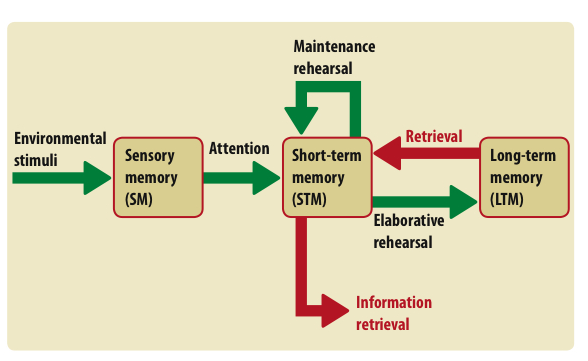 Maintenance
rehearsal
Environmental
stimuli
Sensory
memory
(SM)
Attention
Short-term
memory
(STM)
Retrieval
Long-term
memory
(LTM)
Elaborative
rehearsal
Information
retrieval